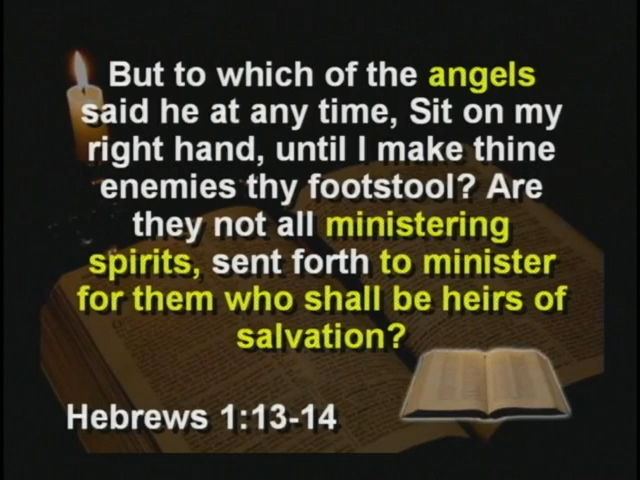 But to which of the angels
said he at any time, Sit on my
right hand, until I make thine
enemies thy footstool? Are
they not all ministering
spirits, sent forth to minister
for them who shall be heirs of
salvation?
Hebrews 1:13-14